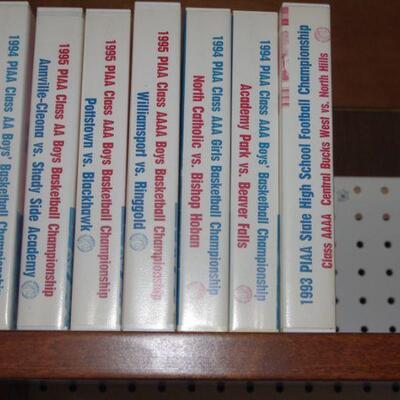 1994 PIAA Class AA Boys' Basketball Championship
1995 PIAA Class AA Boys Basketball Championship
Annville-Cleona vs. Shady Side Academy
1995 PIAA Class AAA Boys Basketball Championship
Pottstown vs. Blackhawk
1995 PIAA Class AAAA Boys Basketball Championship
Williamsport vs. Ringgold
1994 PIAA Class AAA Girls Basketball Championship
North Catholic vs. Bishop Hoban
1994 PIAA Class AAA Boys' Basketball Championship
Academy Park vs. Beaver Falls
1993 PIAA State High School Football Championship
Class AAAA Central Bucks West vs. North Hills